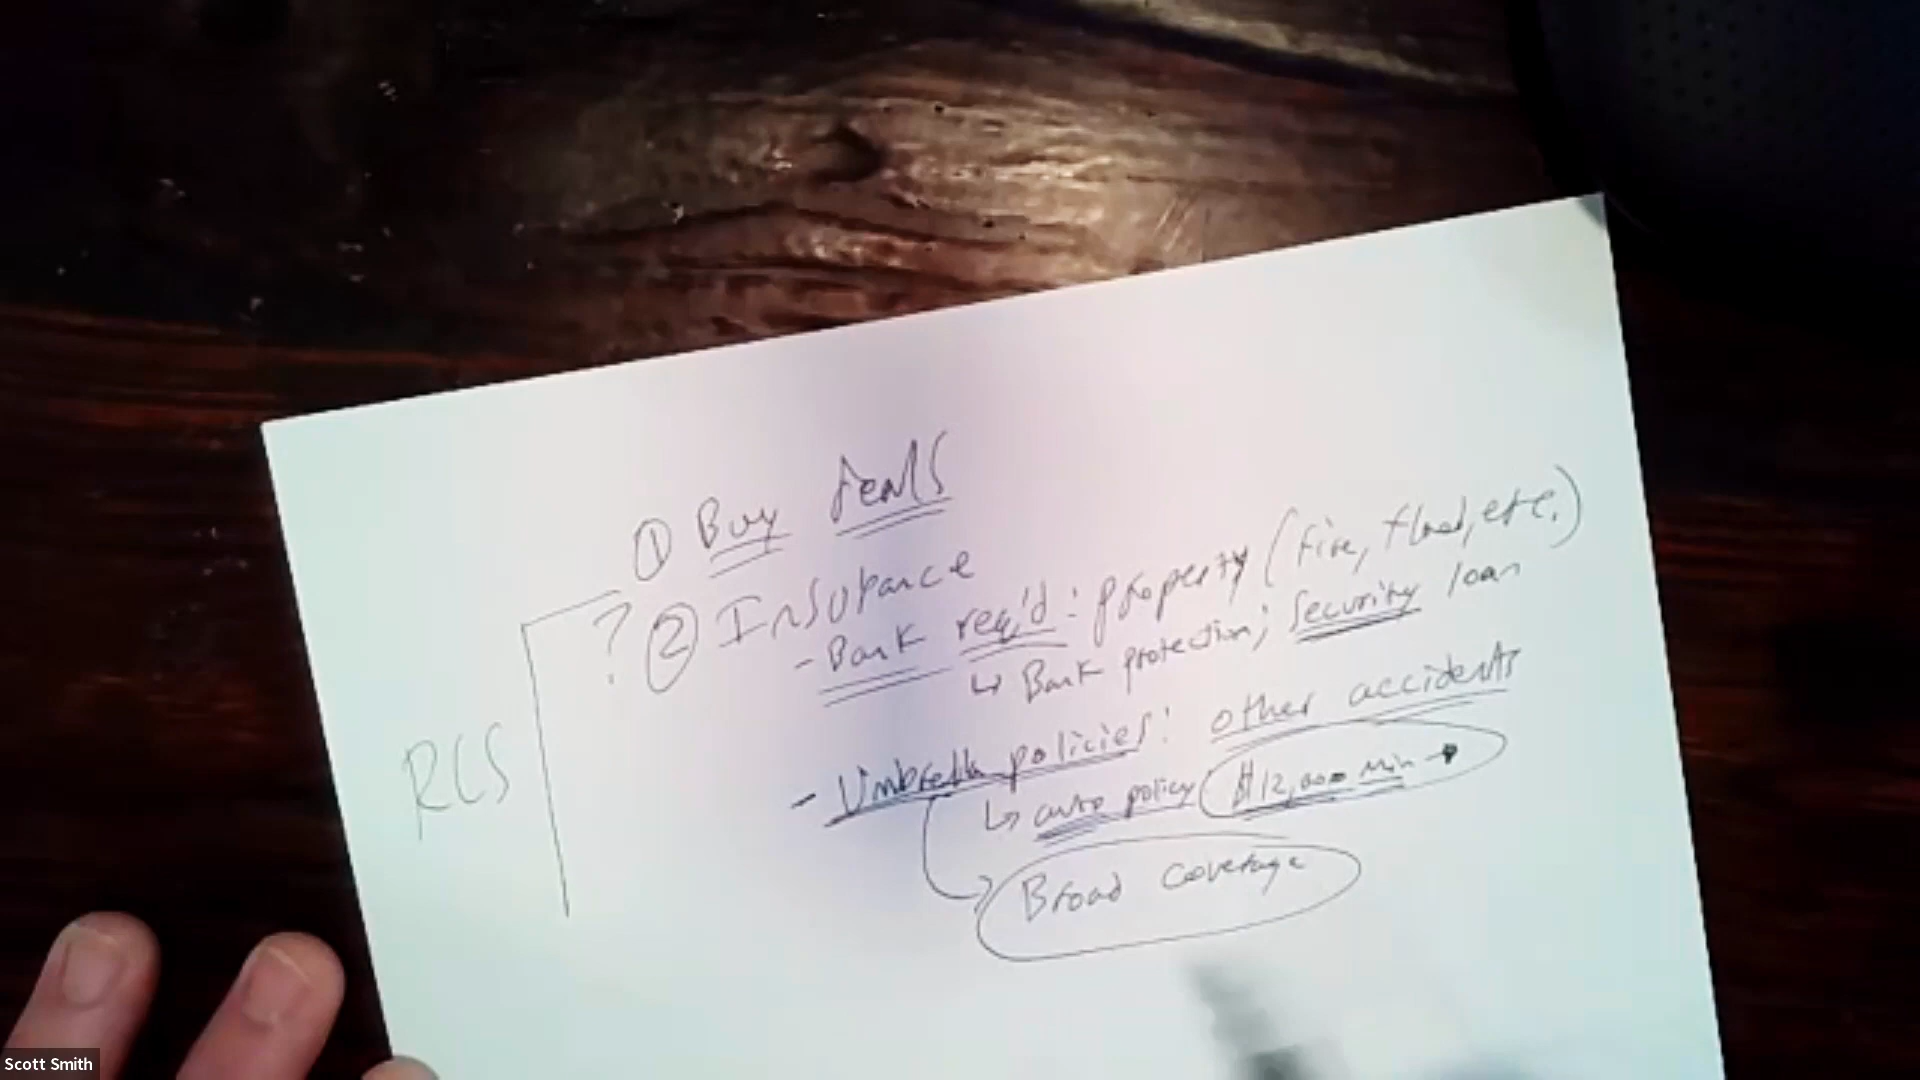 ① Buy deals
? ② Insurance
- Bank req'd: property (fire, flood, etc.)
↳ Bank protection; security loan
RCS
- Umbrella policies: other accidents
↳ auto policy $12,000 min →
Broad coverage
Scott Smith